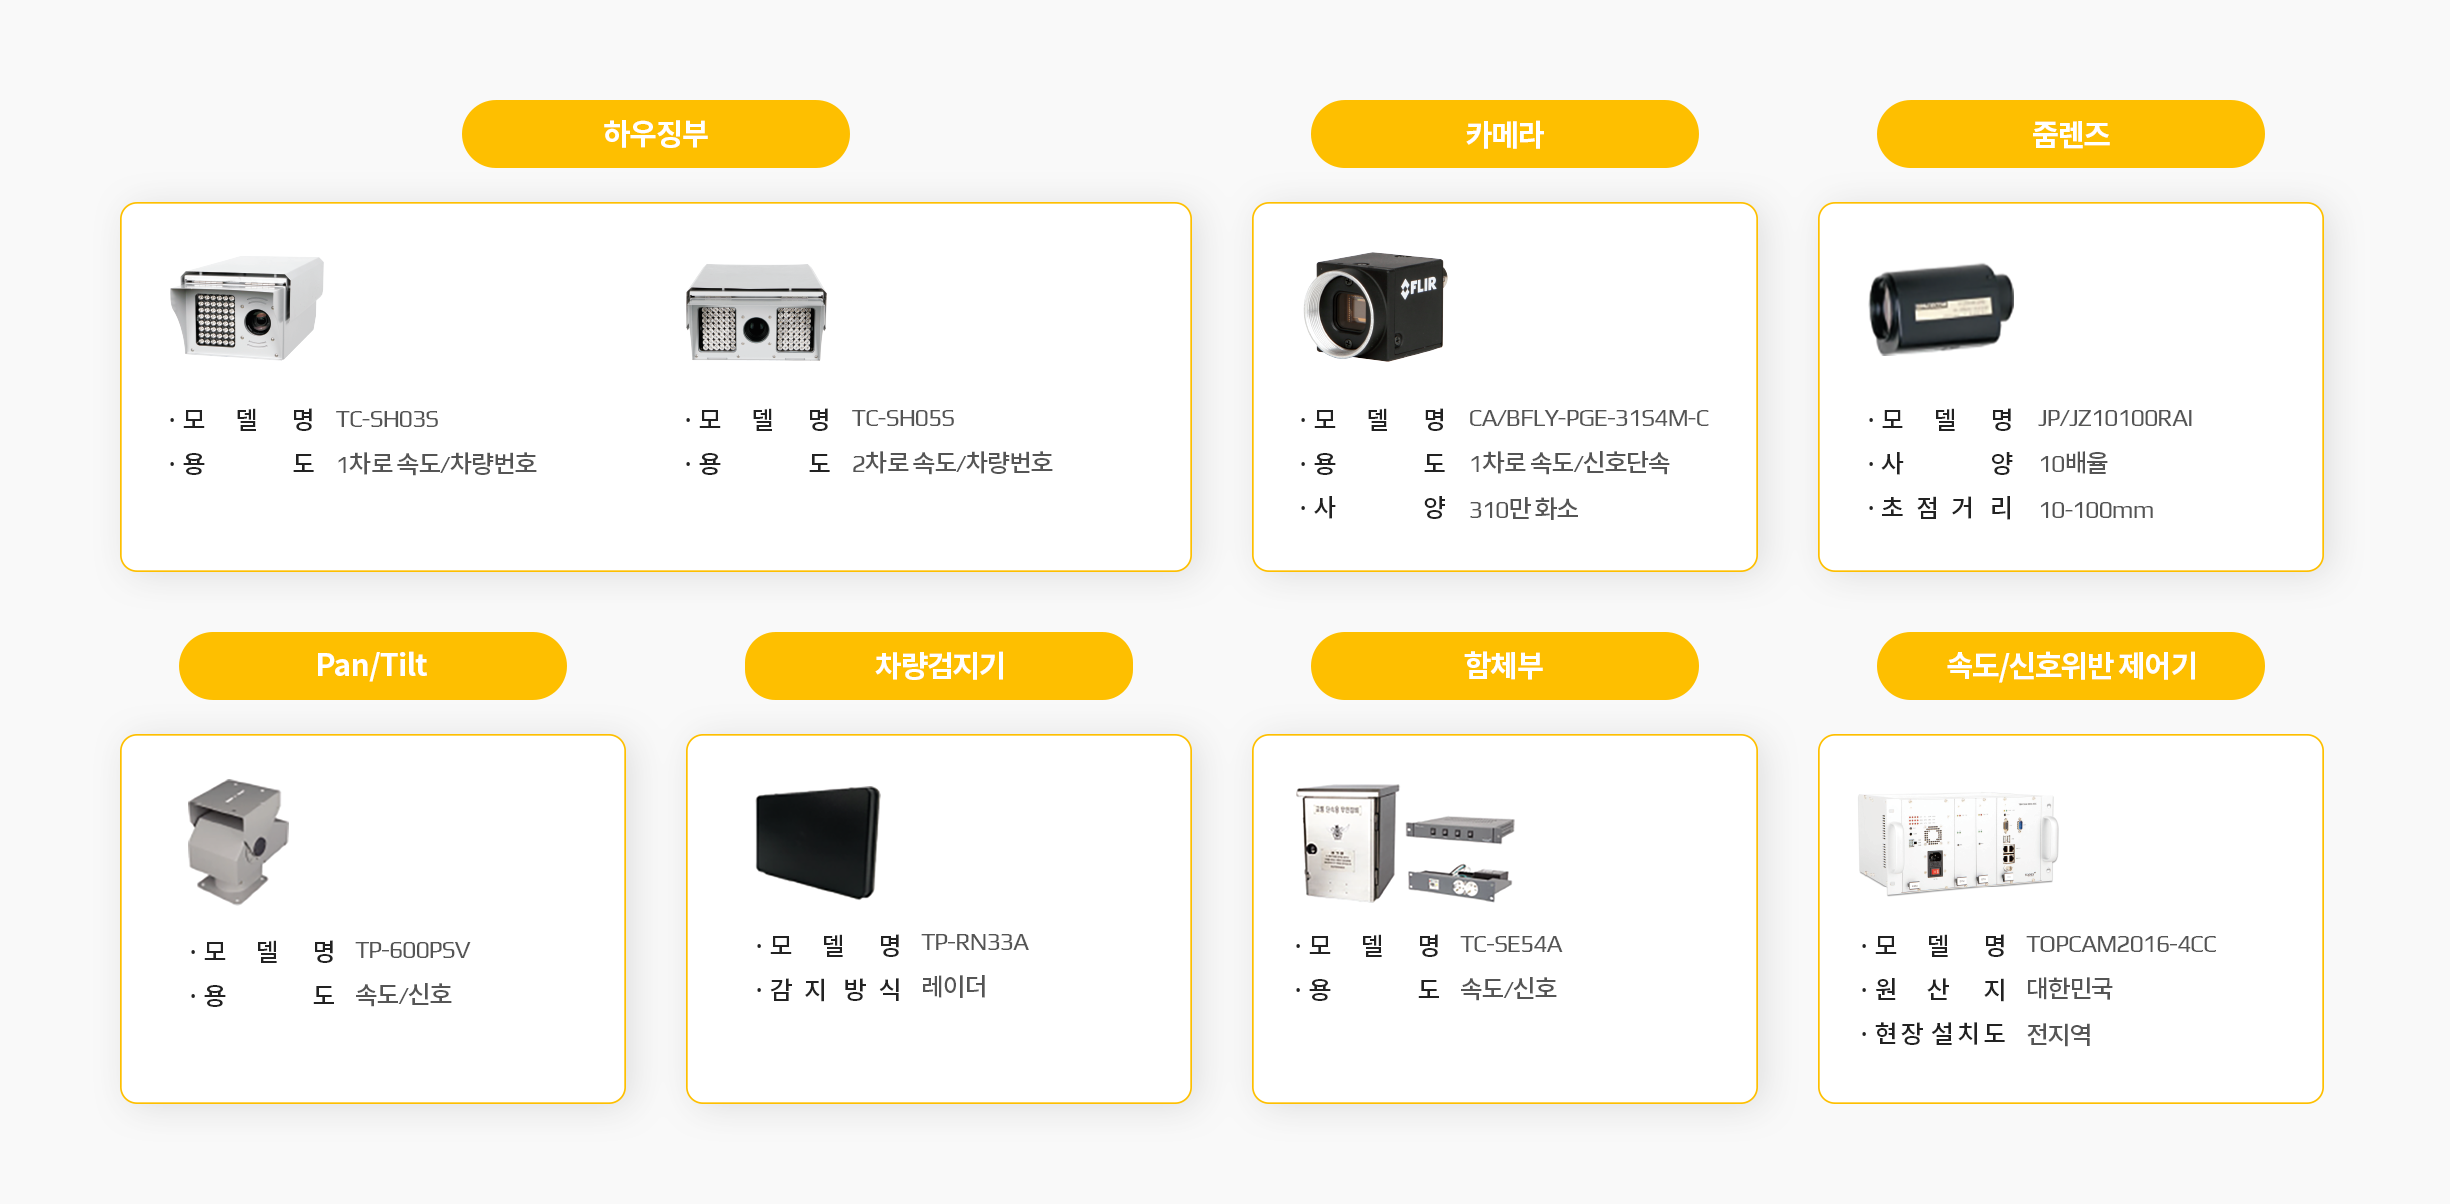 하우징부
· 모 델 명 TC-SH03S
· 용 도 1차로 속도/차량번호
· 모 델 명 TC-SH05S
· 용 도 2차로 속도/차량번호
카메라
FLIR
· 모 델 명 CA/BFLY-PGE-31S4M-C
· 용 도 1차로 속도/신호단속
· 사 양 310만 화소
줌렌즈
· 모 델 명 JP/JZ10100RAI
· 사 양 10배율
· 초 점 거 리 10-100mm
Pan/Tilt
· 모 델 명 TP-600PSV
· 용 도 속도/신호
차량검지기
· 모 델 명 TP-RN33A
· 감 지 방 식 레이더
함체부
· 모 델 명 TC-SE54A
· 용 도 속도/신호
속도/신호위반 제어기
· 모 델 명 TOPCAM2016-4CC
· 원 산 지 대한민국
· 현장 설치도 전지역